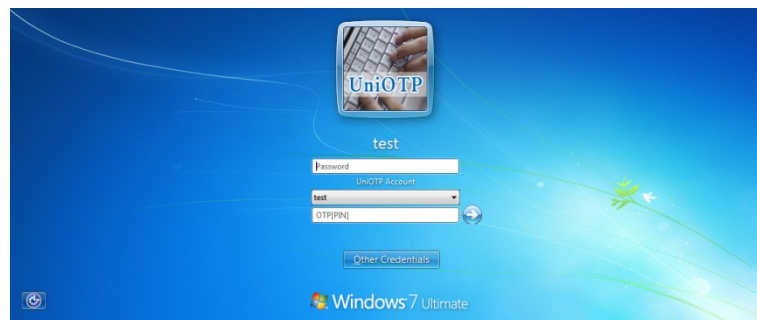 UniOTP
test
Password
UniOTP Account
test
OTP[PIN]
Other Credentials
Windows 7 Ultimate